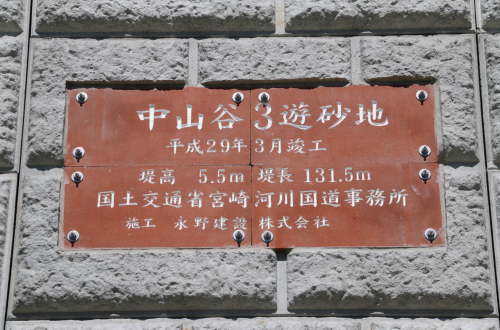 中山谷3遊砂地
平成29年3月竣工
堤高 5.5m 堤長 131.5m
国土交通省宮崎河川国道事務所
施工 永野建設株式会社